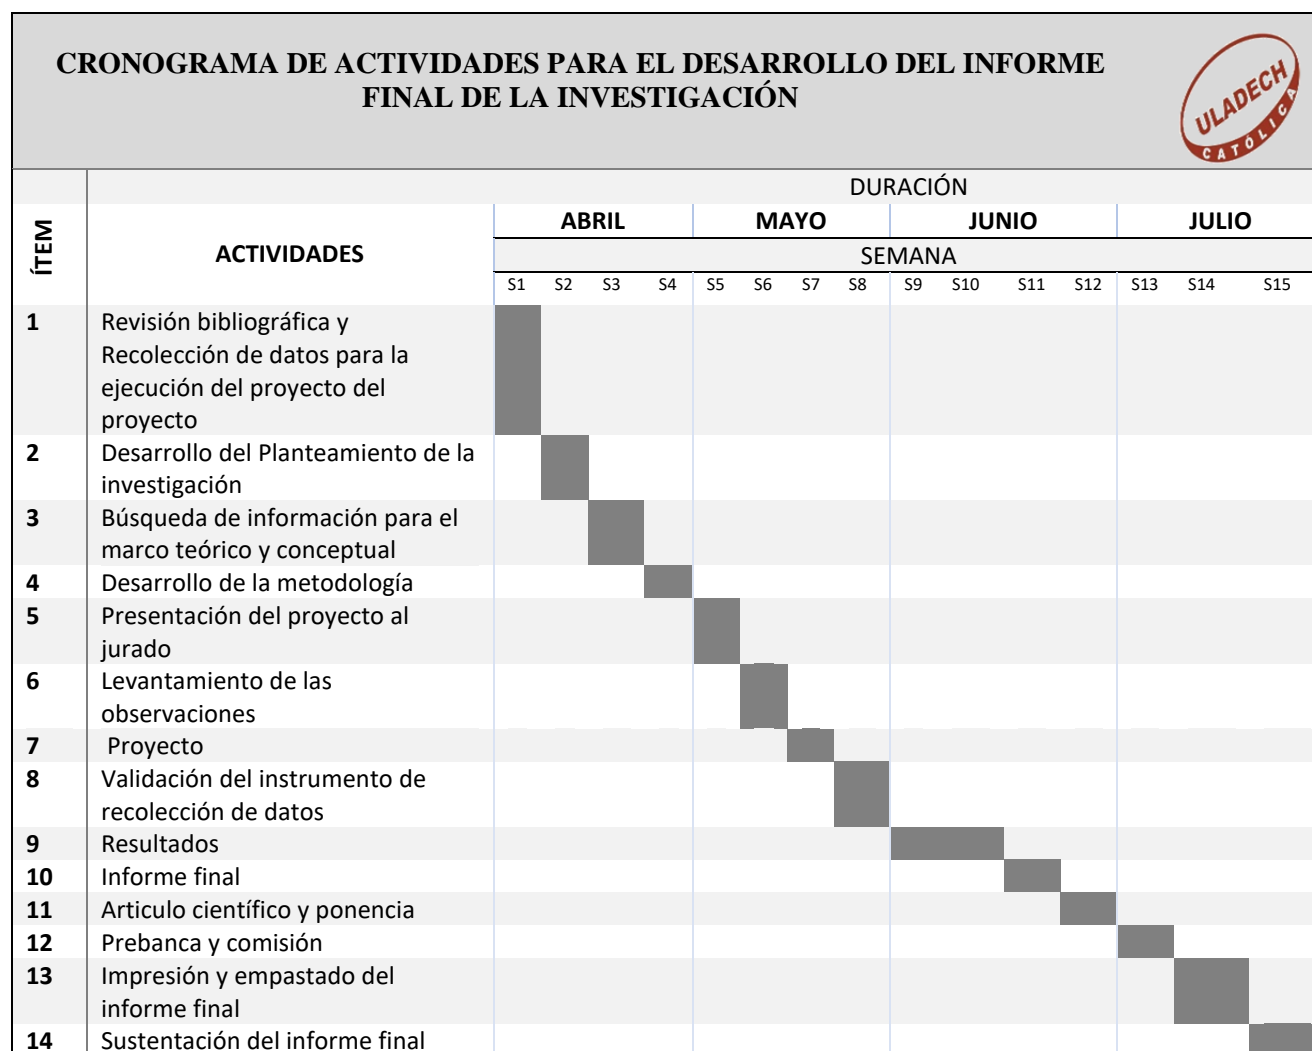 CRONOGRAMA DE ACTIVIDADES PARA EL DESARROLLO DEL INFORME
FINAL DE LA INVESTIGACIÓN
ULADECH
CATÓLICA
DURACIÓN
ÍTEM
ACTIVIDADES
ABRIL MAYO JUNIO JULIO
SEMANA
S1 S2 S3 S4 S5 S6 S7 S8 S9 S10 S11 S12 S13 S14 S15
1 Revisión bibliográfica y
Recolección de datos para la
ejecución del proyecto del
proyecto
2 Desarrollo del Planteamiento de la
investigación
3 Búsqueda de información para el
marco teórico y conceptual
4 Desarrollo de la metodología
5 Presentación del proyecto al
jurado
6 Levantamiento de las
observaciones
7 Proyecto
8 Validación del instrumento de
recolección de datos
9 Resultados
10 Informe final
11 Articulo científico y ponencia
12 Prebanca y comisión
13 Impresión y empastado del
informe final
14 Sustentación del informe final